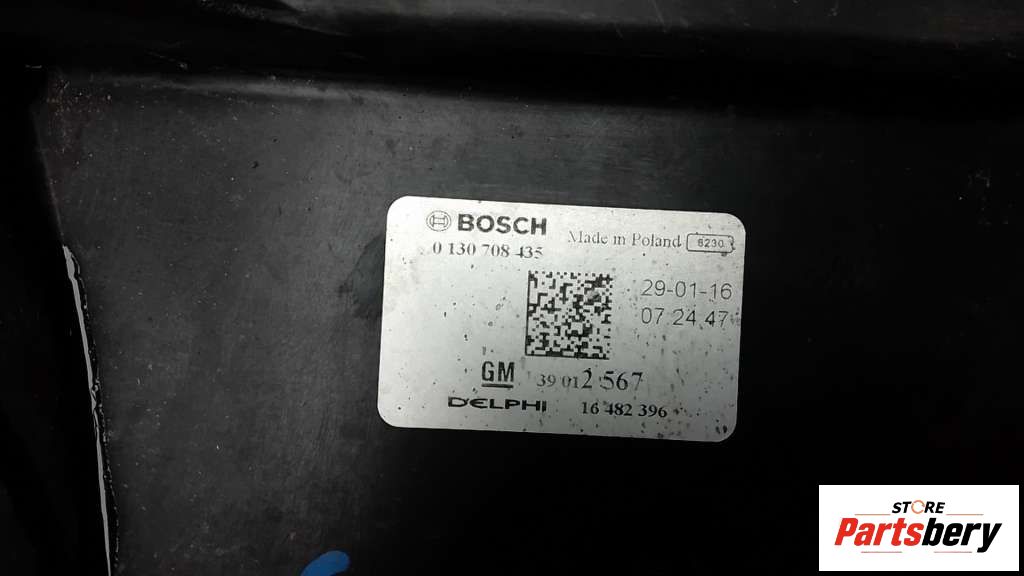 BOSCH
0 130 708 435
Made in Poland 8230
29-01-16
07 24 47
GM 39 012 567
DELPHI 16 482 396
STORE
Partsbery